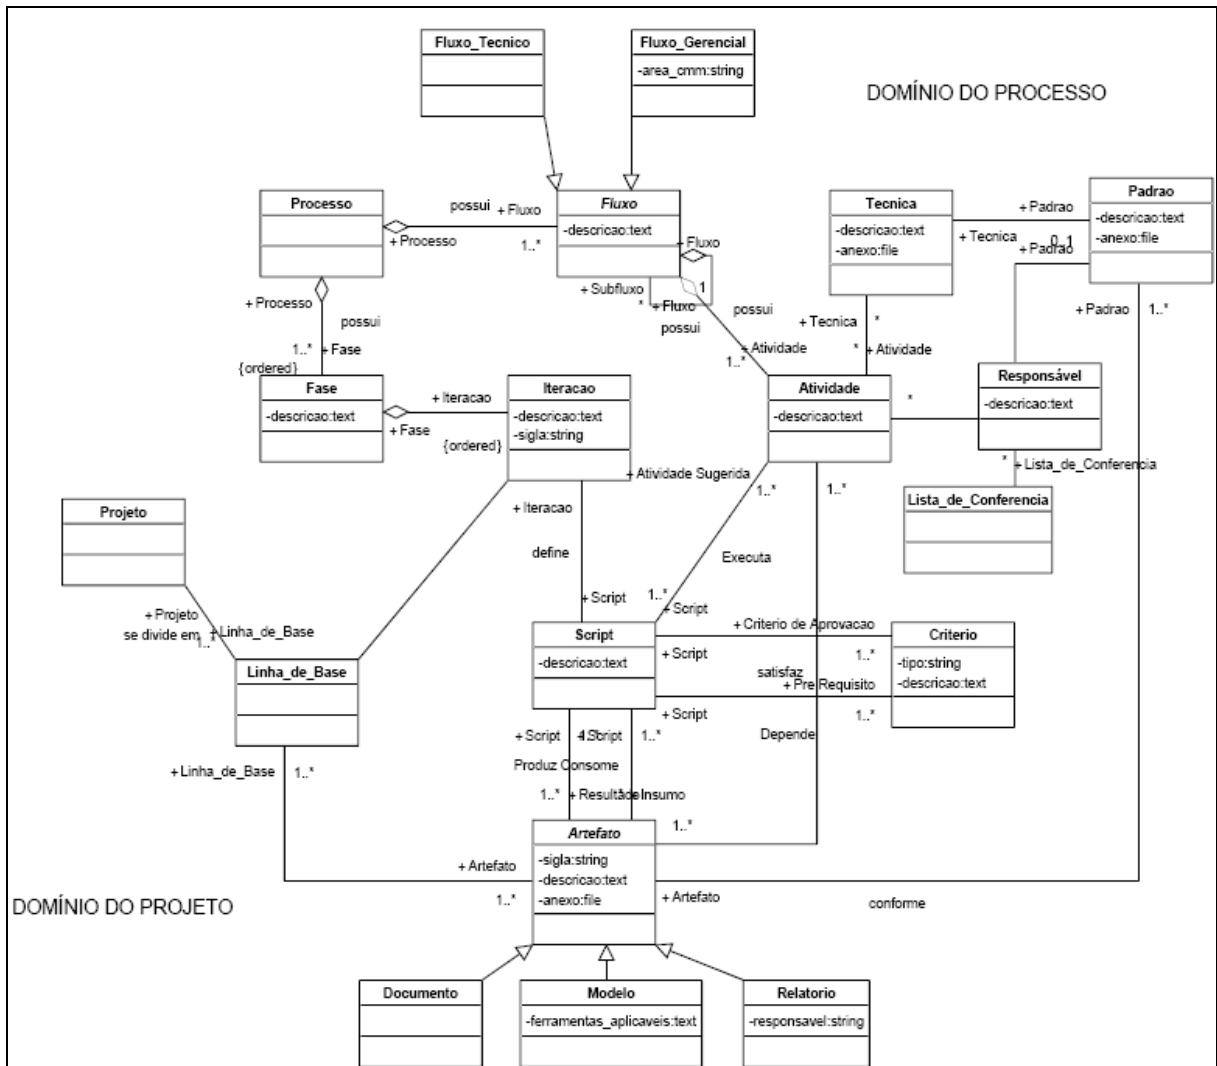 Fluxo_Tecnico
Fluxo_Gerencial
-area_cmm:string
DOMÍNIO DO PROCESSO
Processo
possui
+ Fluxo
+ Processo
1..*
Fluxo
-descricao:text
+ Fluxo
1
+ Subfluxo
*
+ Fluxo
possui
possui
Tecnica
-descricao:text
-anexo:file
+ Padrao
+ Tecnica
0..1
+ Padrao
Padrao
-descricao:text
-anexo:file
+ Processo
possui
1..*
+ Fase
{ordered}
+ Atividade
1..*
+ Tecnica
*
*
+ Atividade
+ Padrao
1..*
Fase
-descricao:text
+ Iteracao
+ Fase
{ordered}
Iteracao
-descricao:text
-sigla:string
Atividade
-descricao:text
*
Responsável
-descricao:text
*
+ Lista_de_Conferencia
Lista_de_Conferencia
+ Atividade Sugerida
1..*
1..*
Projeto
+ Iteracao
define
Executa
+ Script
1..*
+ Script
+ Projeto
se divide em
+ Linha_de_Base
1..*
Linha_de_Base
Script
-descricao:text
+ Criterio de Aprovacao
+ Script
1..*
satisfaz
+ Pre Requisito
+ Script
1..*
Criterio
-tipo:string
-descricao:text
+ Linha_de_Base
1..*
+ Script
+ Script
1..*
Produz
Consome
Depende
1..*
+ Insumo
1..*
Artefato
-sigla:string
-descricao:text
-anexo:file
+ Artefato
1..*
+ Artefato
conforme
DOMÍNIO DO PROJETO
Documento
Modelo
-ferramentas_aplicaveis:text
Relatorio
-responsavel:string